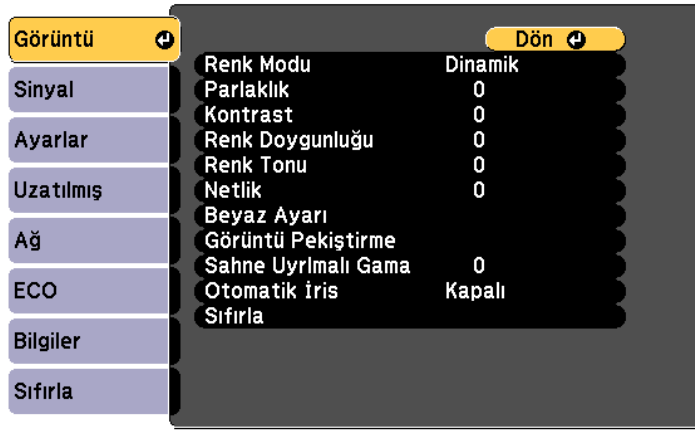 Görüntü
Sinyal
Ayarlar
Uzatılmış
Ağ
ECO
Bilgiler
Sıfırla
Dön
Renk Modu Dinamik
Parlaklık 0
Kontrast 0
Renk Doygunluğu 0
Renk Tonu 0
Netlik 0
Beyaz Ayarı
Görüntü Pekiştirme
Sahne Uyrlmalı Gama 0
Otomatik İris Kapalı
Sıfırla